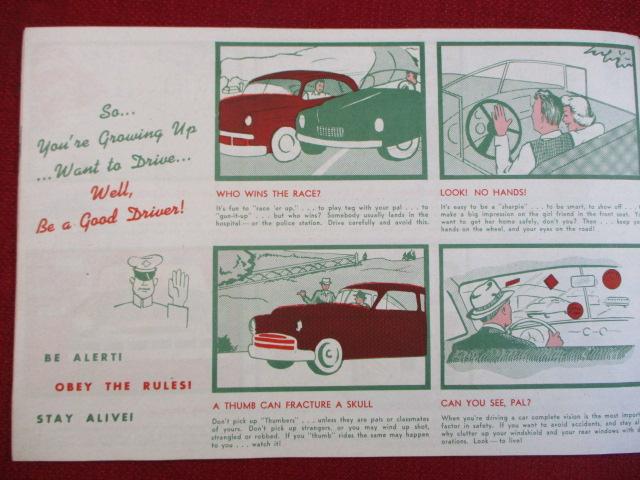 So...
You're Growing Up
...Want to Drive...
Well,
Be a Good Driver!
BE ALERT!
OBEY THE RULES!
STAY ALIVE!
WHO WINS THE RACE?
It's fun to "race 'er up," . . . to play tag with your pal . . . to
"gun-it-up" . . . but who wins? Somebody usually lands in the
hospital — or the police station. Drive carefully and avoid this.
LOOK! NO HANDS!
It's easy to be a "sharpie" . . . to be smart, to show off . . .
make a big impression on the girl friend in the front seat.
want to get her home safely, don't you? Then . . . keep
hands on the wheel, and your eyes on the road!
A THUMB CAN FRACTURE A SKULL
Don't pick up "Thumbers" . . . unless they are pals or classmates
of yours. Don't pick up strangers, or you may wind up shot,
strangled or robbed. If you "thumb" rides the same may happen
to you . . . watch it!
CAN YOU SEE, PAL?
When you're driving a car complete vision is the most
factor in safety. If you want to avoid accidents, and stay
why clutter up your windshield and your rear windows with
orations. Look — to live!